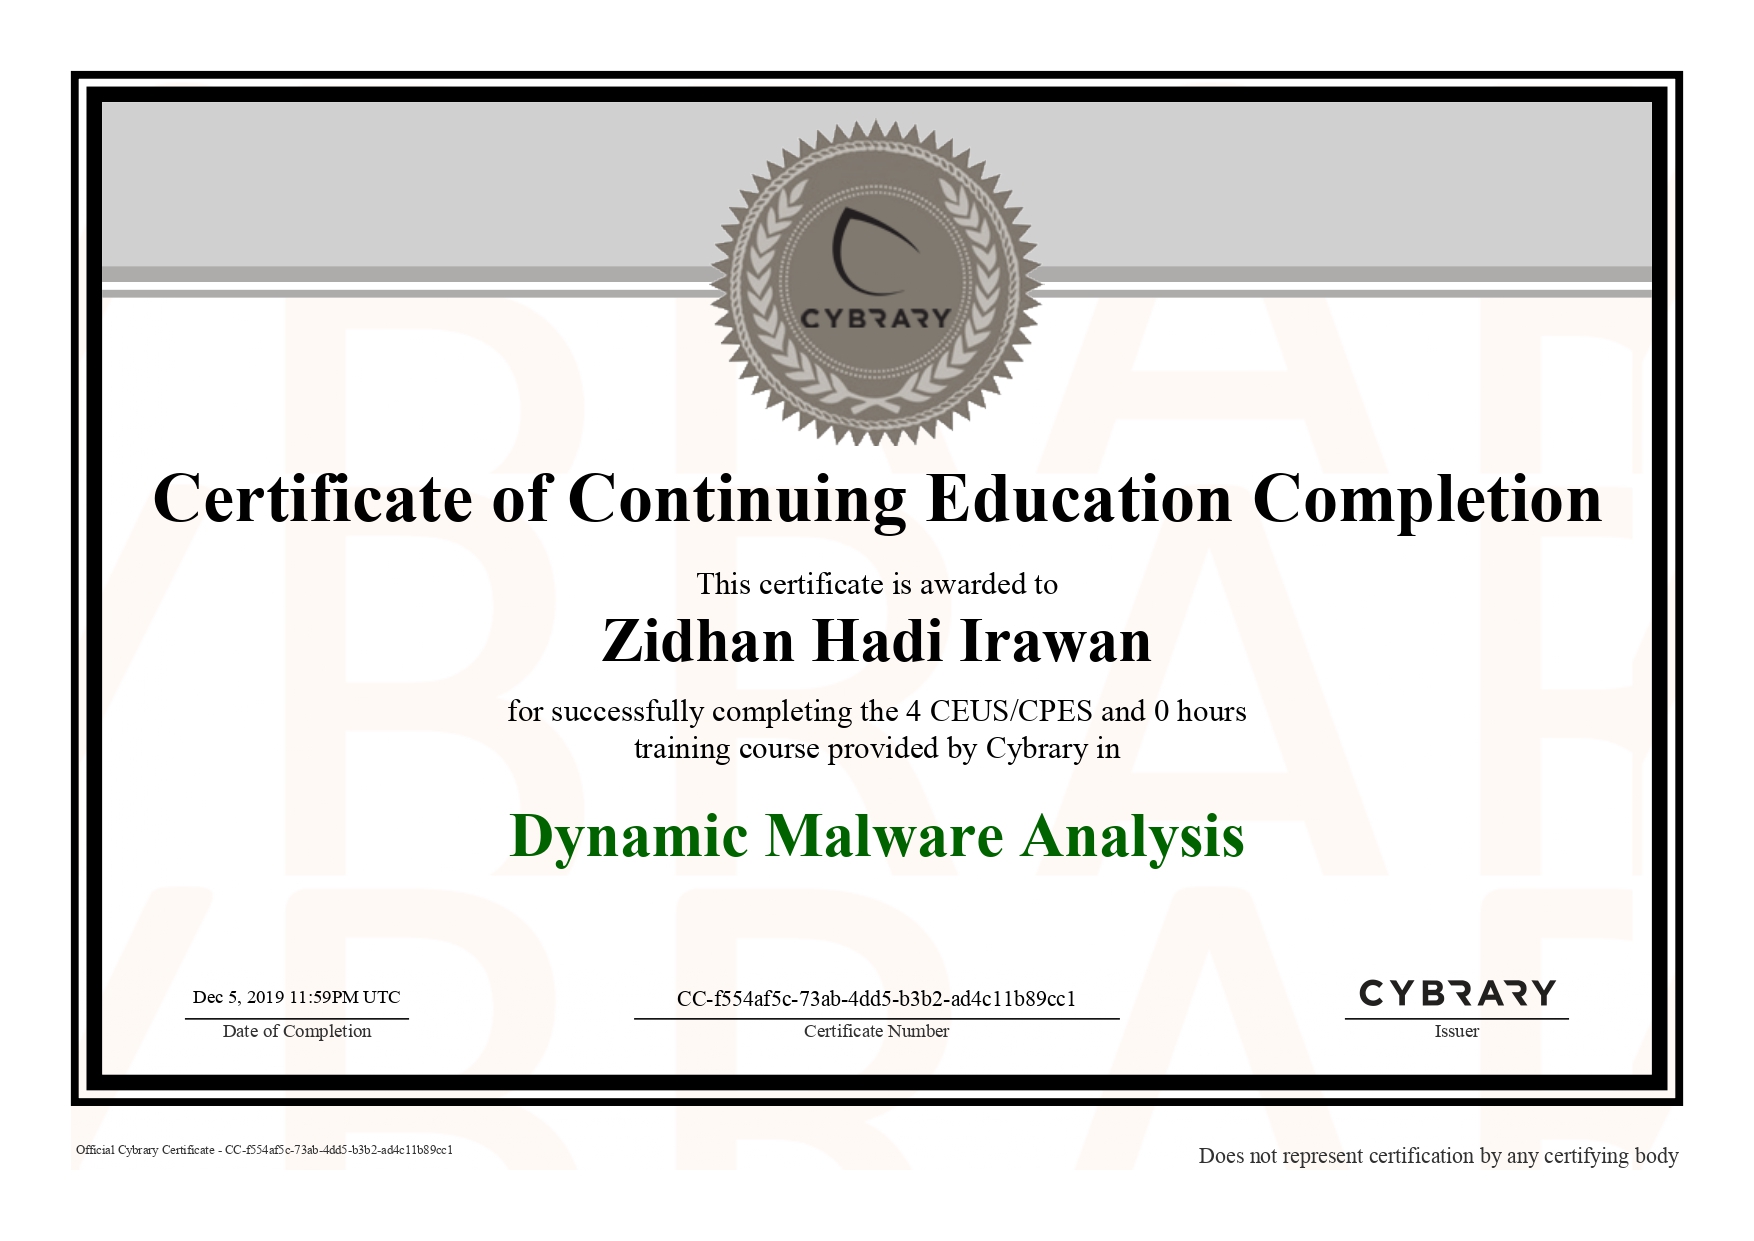 CYBRARY
Certificate of Continuing Education Completion
This certificate is awarded to
Zidhan Hadi Irawan
for successfully completing the 4 CEUS/CPES and 0 hours
training course provided by Cybrary in
Dynamic Malware Analysis
Dec 5, 2019 11:59PM UTC
Date of Completion
CC-f554af5c-73ab-4dd5-b3b2-ad4c11b89cc1
Certificate Number
CYBRARY
Issuer
Official Cybrary Certificate - CC-f554af5c-73ab-4dd5-b3b2-ad4c11b89cc1
Does not represent certification by any certifying body